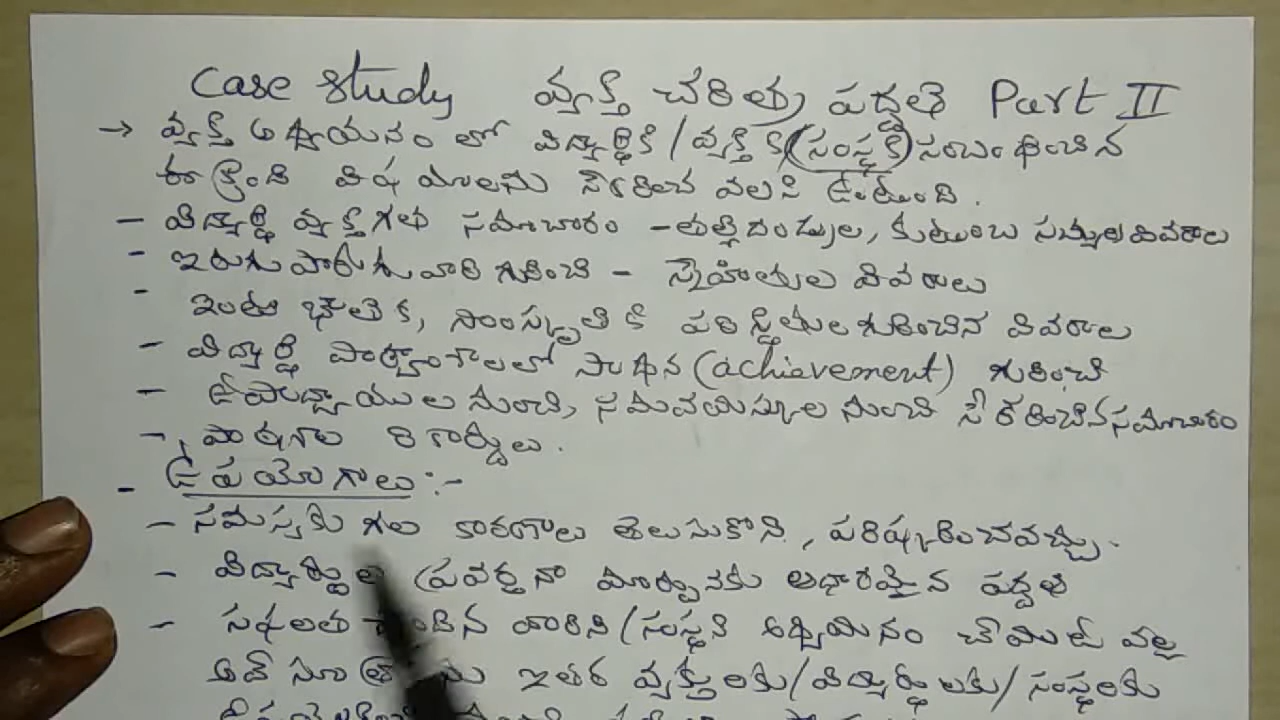 Case Study వ్యక్తి చరిత్ర పద్ధతి Part II
→ వ్యక్తి అధ్యయనం లో విద్యార్థికి/వ్యక్తికి (సంస్థకి) సంబంధించిన
ఈ క్రింది విషయాలను సేకరించ వలసి ఉంటుంది.
- విద్యార్థి వ్యక్తిగత సమాచారం - తల్లిదండ్రుల, కుటుంబ సభ్యుల వివరాలు
- ఇరుగు పొరుగు వారి గురించి - స్నేహితుల వివరాలు
- ఇంటి భౌతిక, సాంస్కృతిక పరిస్థితుల గురించిన వివరాలు
- విద్యార్థి పాఠ్యాంశాలలో సాధన (achievement) గురించి
- ఉపాధ్యాయుల నుంచి, సమవయస్కుల నుంచి సేకరించిన సమాచారం
- పాఠశాల రికార్డులు.
- ఉపయోగాలు :-
- సమస్యకు గల కారణాలు తెలుసుకొని, పరిష్కరించవచ్చు.
- విద్యార్థుల ప్రవర్తనా మార్పునకు ఆధారమైన పద్ధతి
- సఫలత పొందిన వారిని/సంస్థని అధ్యయనం చేయుట వల్ల
అదే సూత్రాలను ఇతర వ్యక్తులకు/విద్యార్థులకు/సంస్థలకు